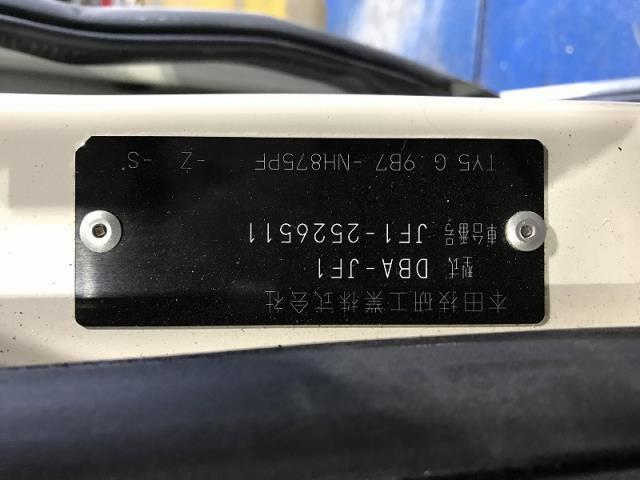 本田技研工業株式会社
型式 DBA-JF1
車台番号 JF1-2526511
TY5 G 9B7 -NH875PF -Z -S